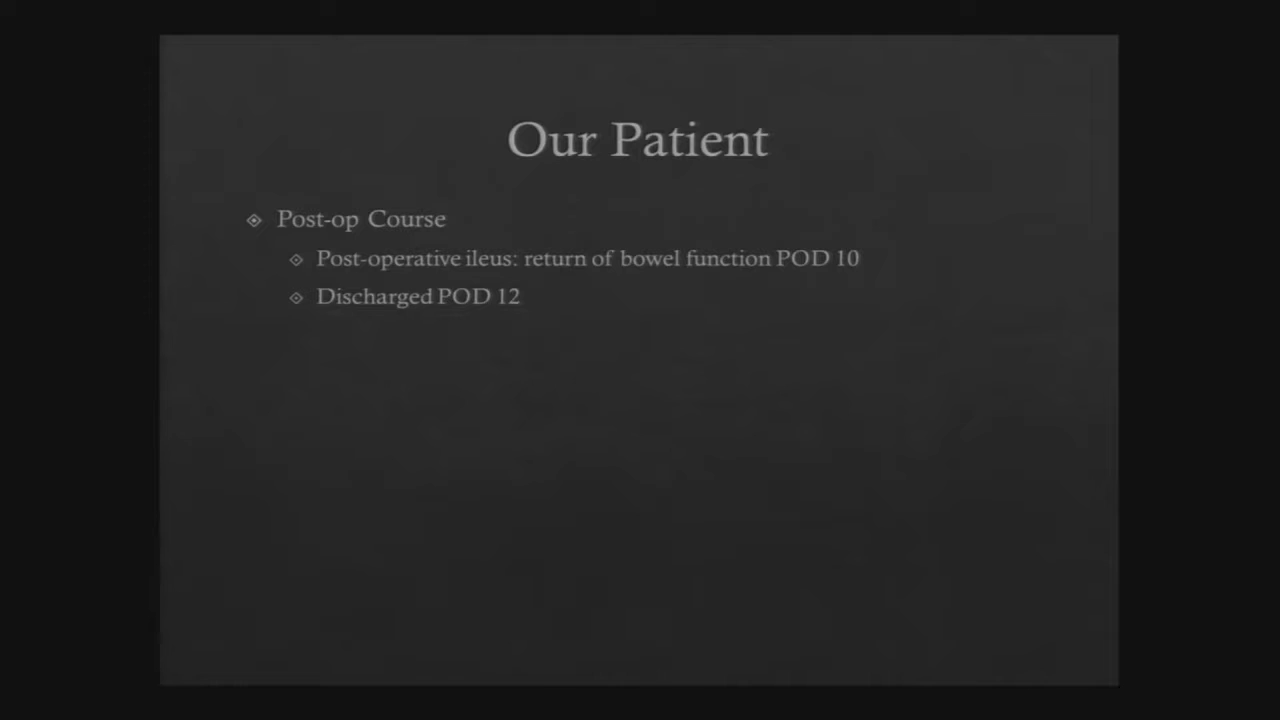 Our Patient
Post-op Course
Post-operative ileus: return of bowel function POD 10
Discharged POD 12